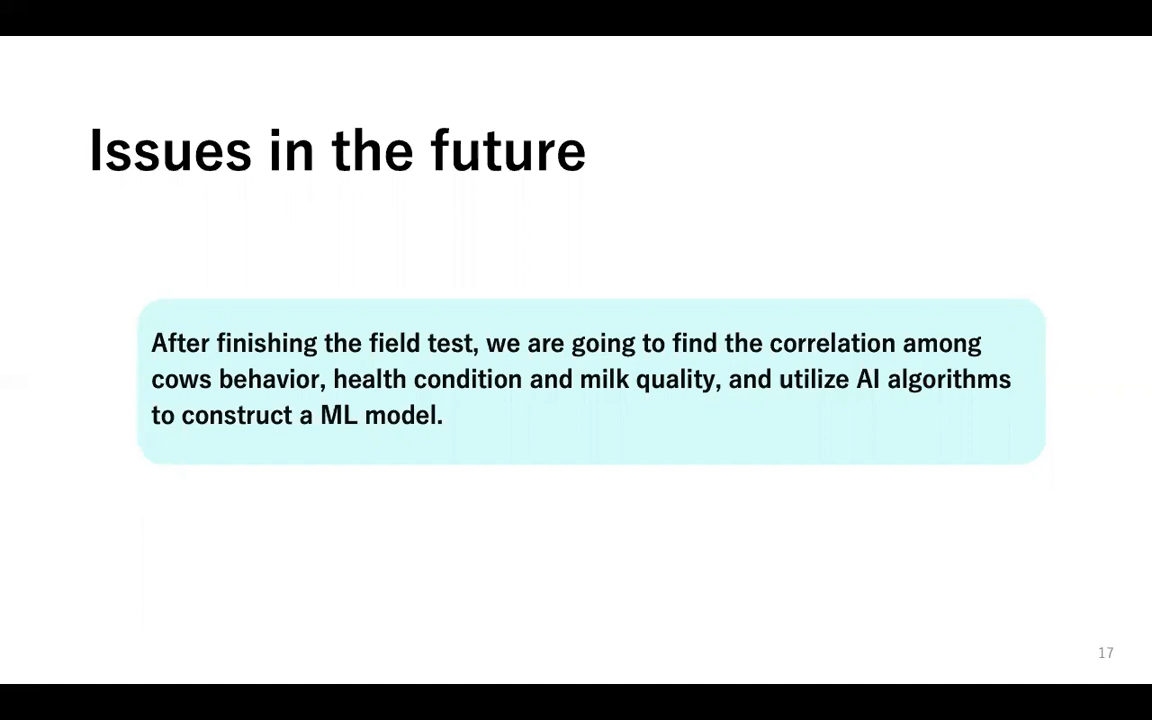 Issues in the future
After finishing the field test, we are going to find the correlation among
cows behavior, health condition and milk quality, and utilize AI algorithms
to construct a ML model.
17